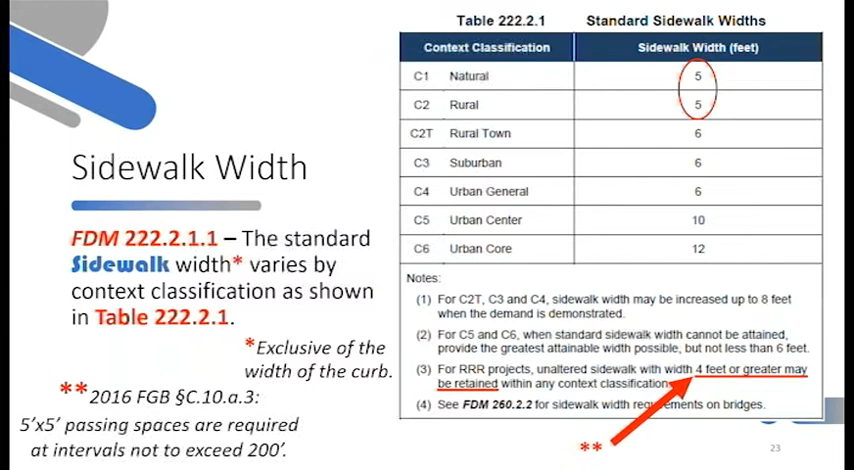 Sidewalk Width
FDM 222.2.1.1 – The standard
Sidewalk width* varies by
context classification as shown
in Table 222.2.1.
*Exclusive of the
width of the curb.
**2016 FGB §C.10.a.3:
5'x5' passing spaces are required
at intervals not to exceed 200'.
Table 222.2.1 Standard Sidewalk Widths
Context Classification Sidewalk Width (feet)
C1 Natural 5
C2 Rural 5
C2T Rural Town 6
C3 Suburban 6
C4 Urban General 6
C5 Urban Center 10
C6 Urban Core 12
Notes:
(1) For C2T, C3 and C4, sidewalk width may be increased up to 8 feet
when the demand is demonstrated.
(2) For C5 and C6, when standard sidewalk width cannot be attained,
provide the greatest attainable width possible, but not less than 6 feet.
(3) For RRR projects, unaltered sidewalk with width 4 feet or greater may
be retained within any context classification
(4) See FDM 260.2.2 for sidewalk width requirements on bridges.
**
23